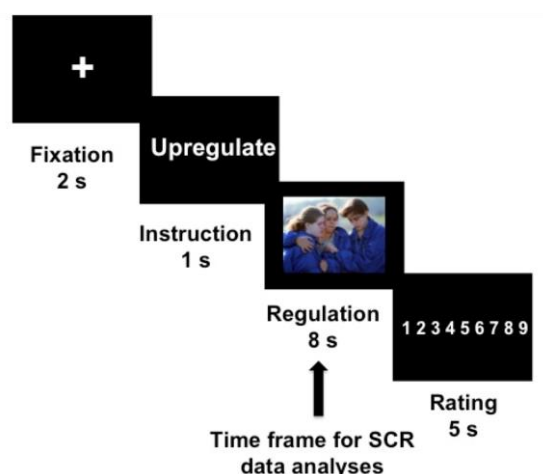 +
Fixation
2 s
Upregulate
Instruction
1 s
Regulation
8 s
1 2 3 4 5 6 7 8 9
Rating
5 s
Time frame for SCR
data analyses